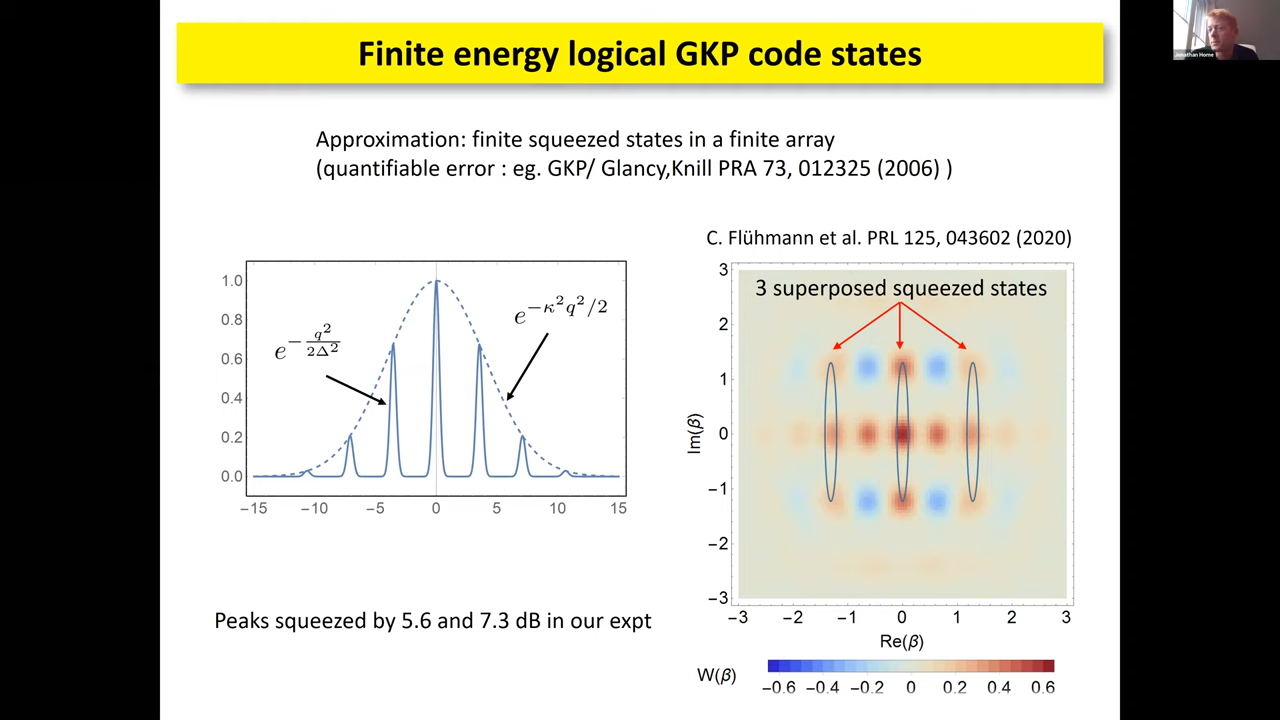 Finite energy logical GKP code states
Jonathan Home
Approximation: finite squeezed states in a finite array
(quantifiable error : eg. GKP/ Glancy,Knill PRA 73, 012325 (2006) )
C. Flühmann et al. PRL 125, 043602 (2020)
1.0
0.8
0.6
0.4
0.2
0.0
−15 −10 −5 0 5 10 15
e^{−q²/2Δ²}
e^{−κ²q²/2}
3 superposed squeezed states
3
2
1
0
−1
−2
−3
Im(β)
−3 −2 −1 0 1 2 3
Re(β)
Peaks squeezed by 5.6 and 7.3 dB in our expt
W(β)
−0.6 −0.4 −0.2 0 0.2 0.4 0.6